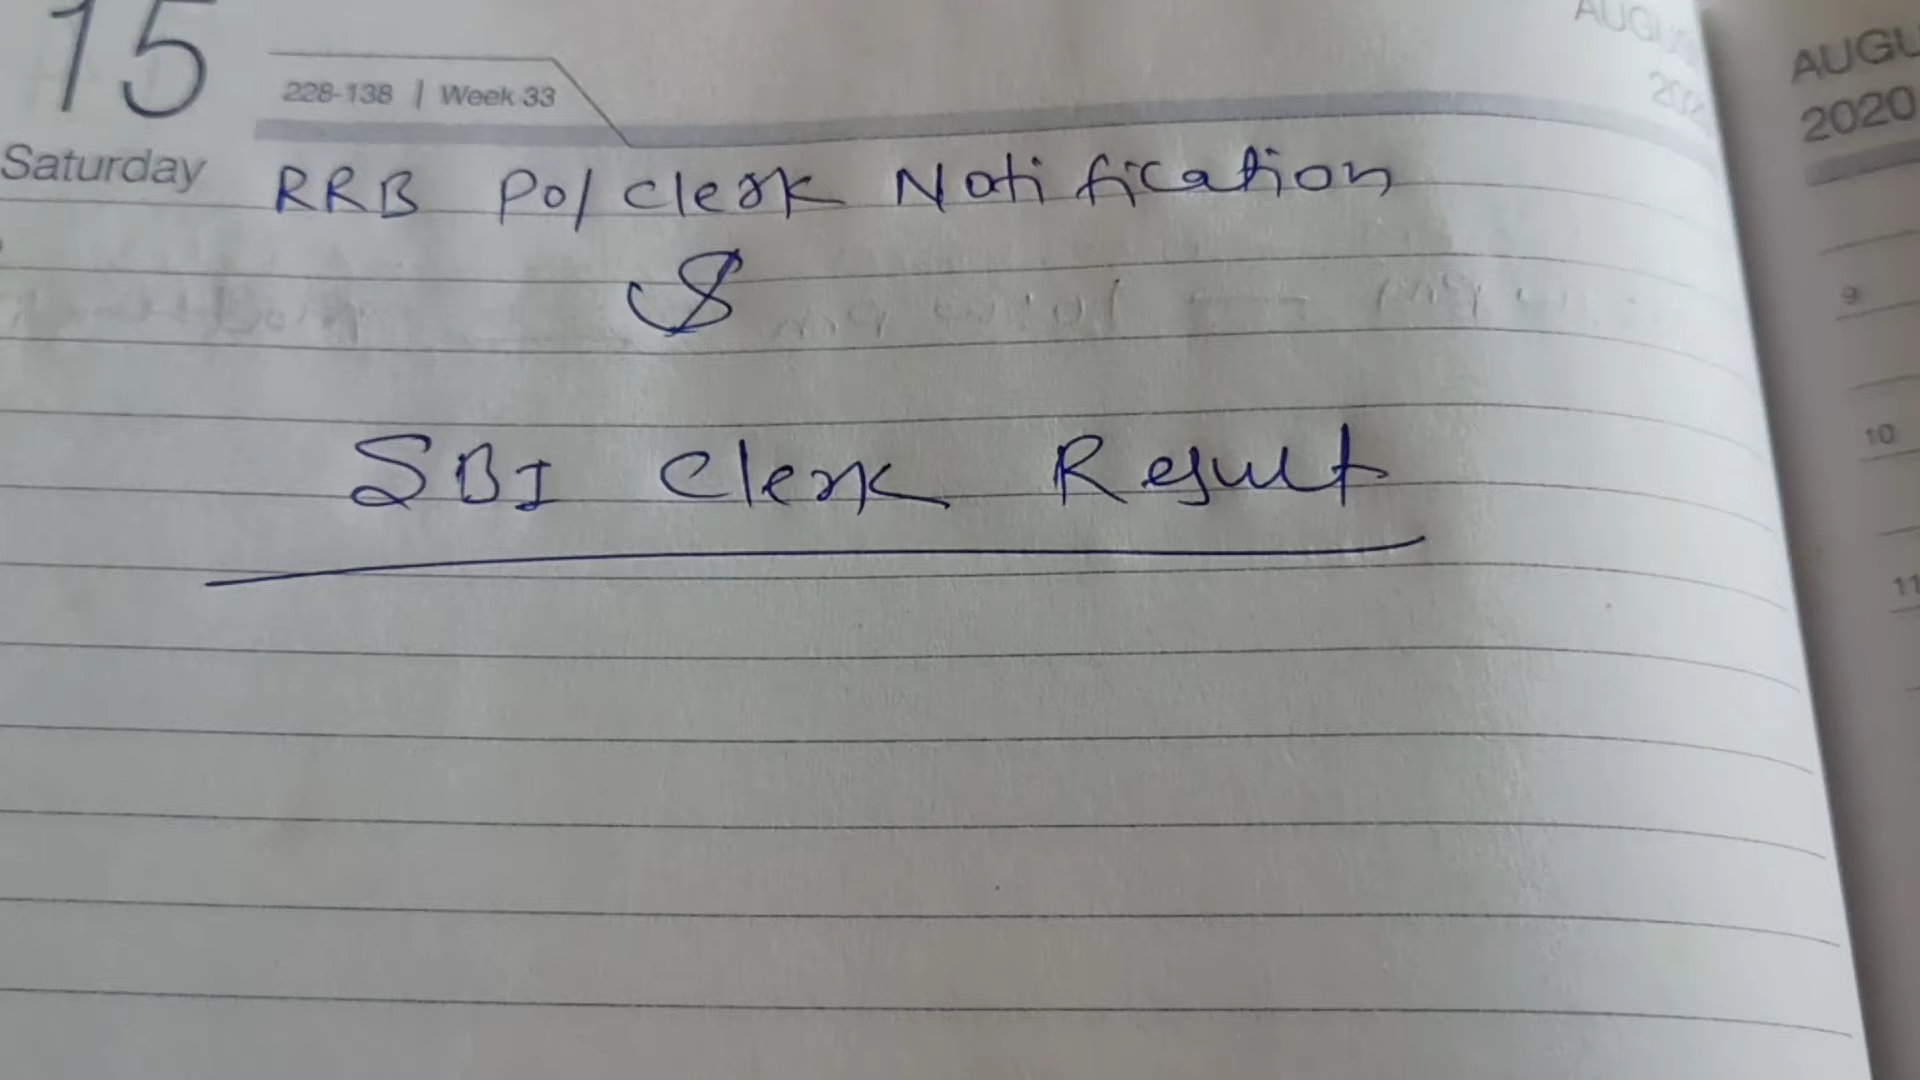 15
228-138 | Week 33
Saturday
RRB PO/Clerk Notification
&
SBI Clerk Result
AUGU
2020
9
10
11